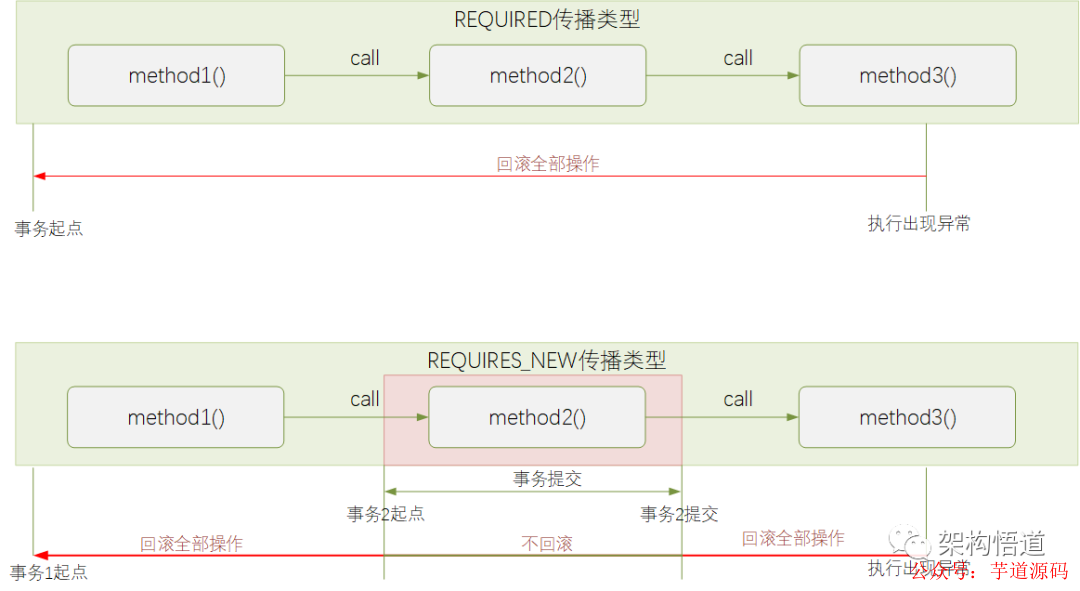 REQUIRED传播类型
method1()
call
method2()
call
method3()
回滚全部操作
事务起点
执行出现异常
REQUIRES_NEW传播类型
method1()
call
method2()
call
method3()
事务提交
事务2起点
事务2提交
回滚全部操作
不回滚
回滚全部操作
架构悟道
事务1起点
执行出现异常
公众号：芋道源码